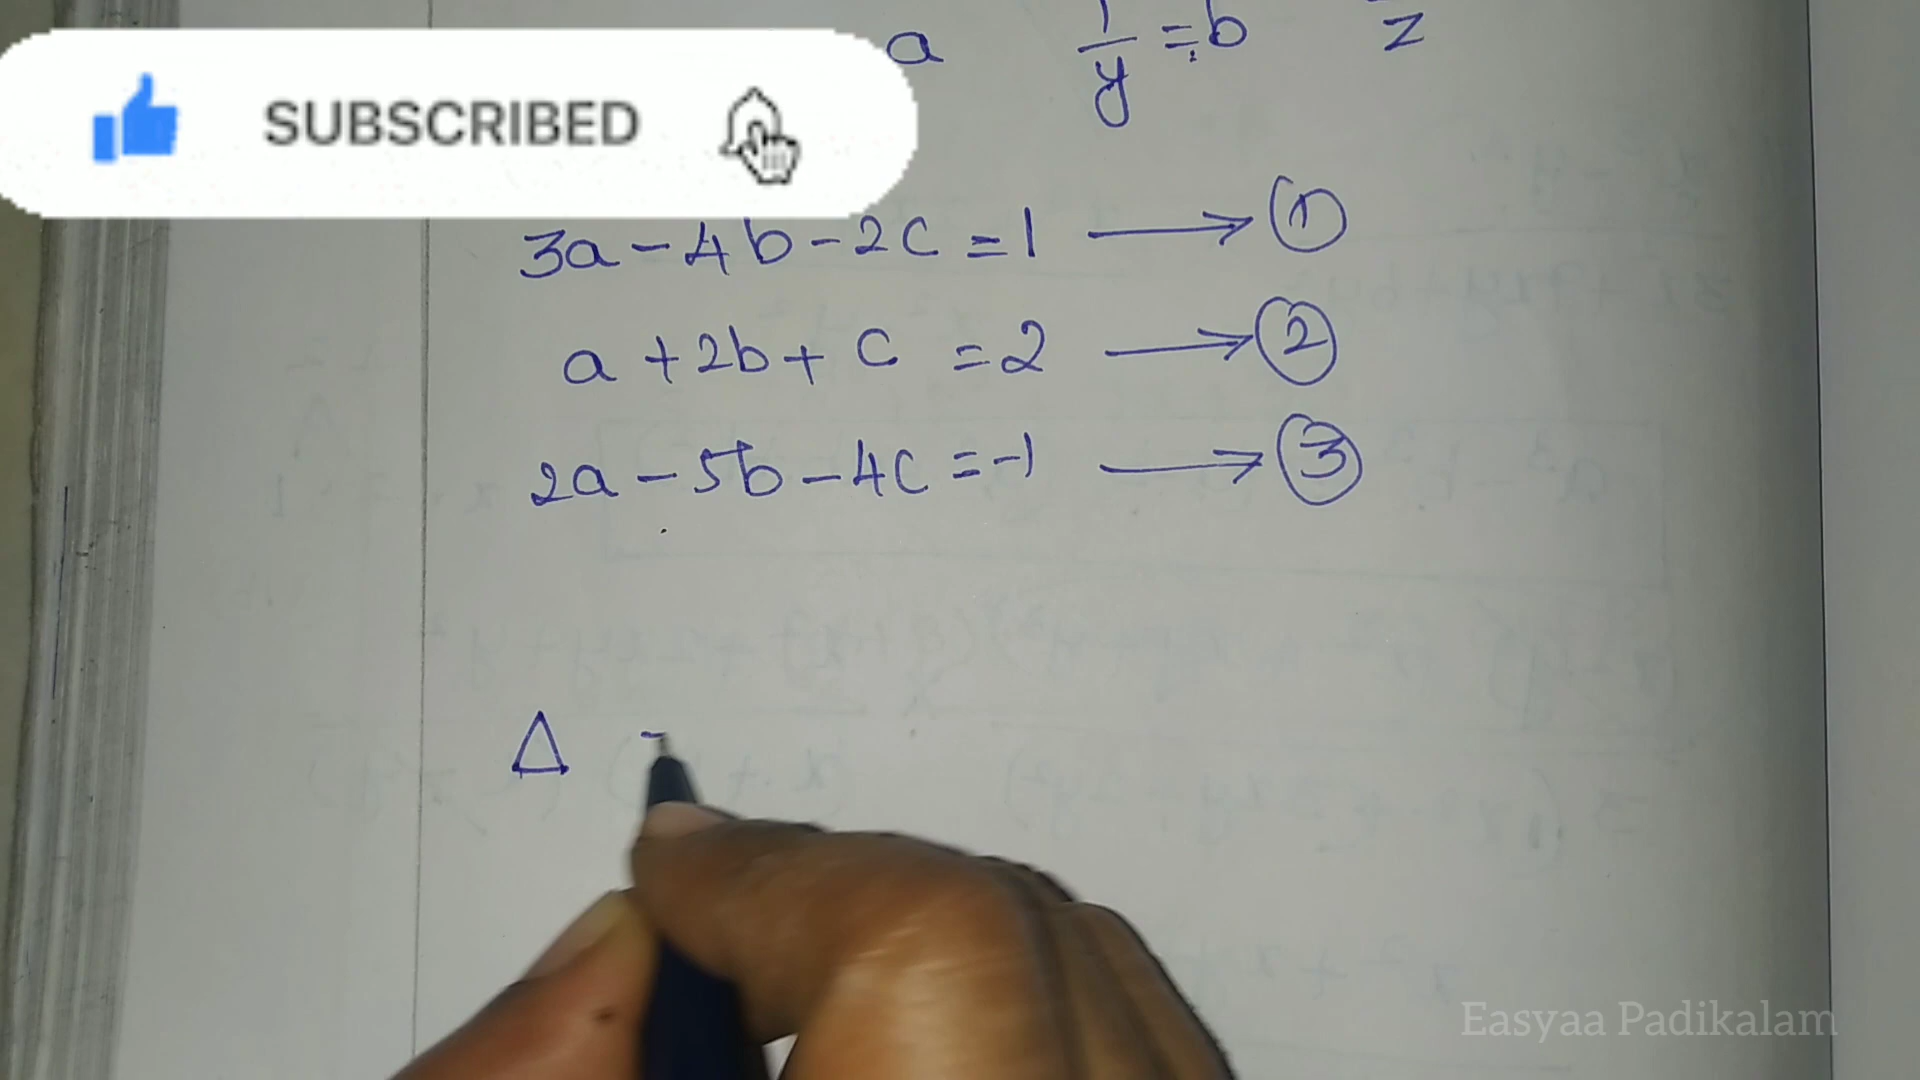 a 1/y = b z
SUBSCRIBED
3a - 4b - 2c = 1 → ①
a + 2b + c = 2 → ②
2a - 5b - 4c = -1 → ③
Δ
Easyaa Padikalam